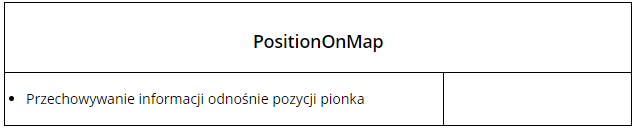 PositionOnMap
• Przechowywanie informacji odnośnie pozycji pionka